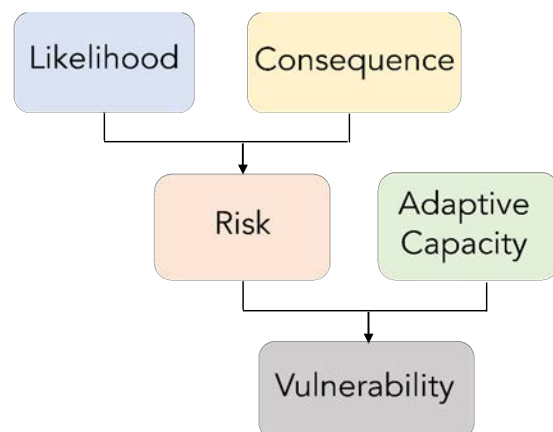 Likelihood
Consequence
Risk
Adaptive
Capacity
Vulnerability